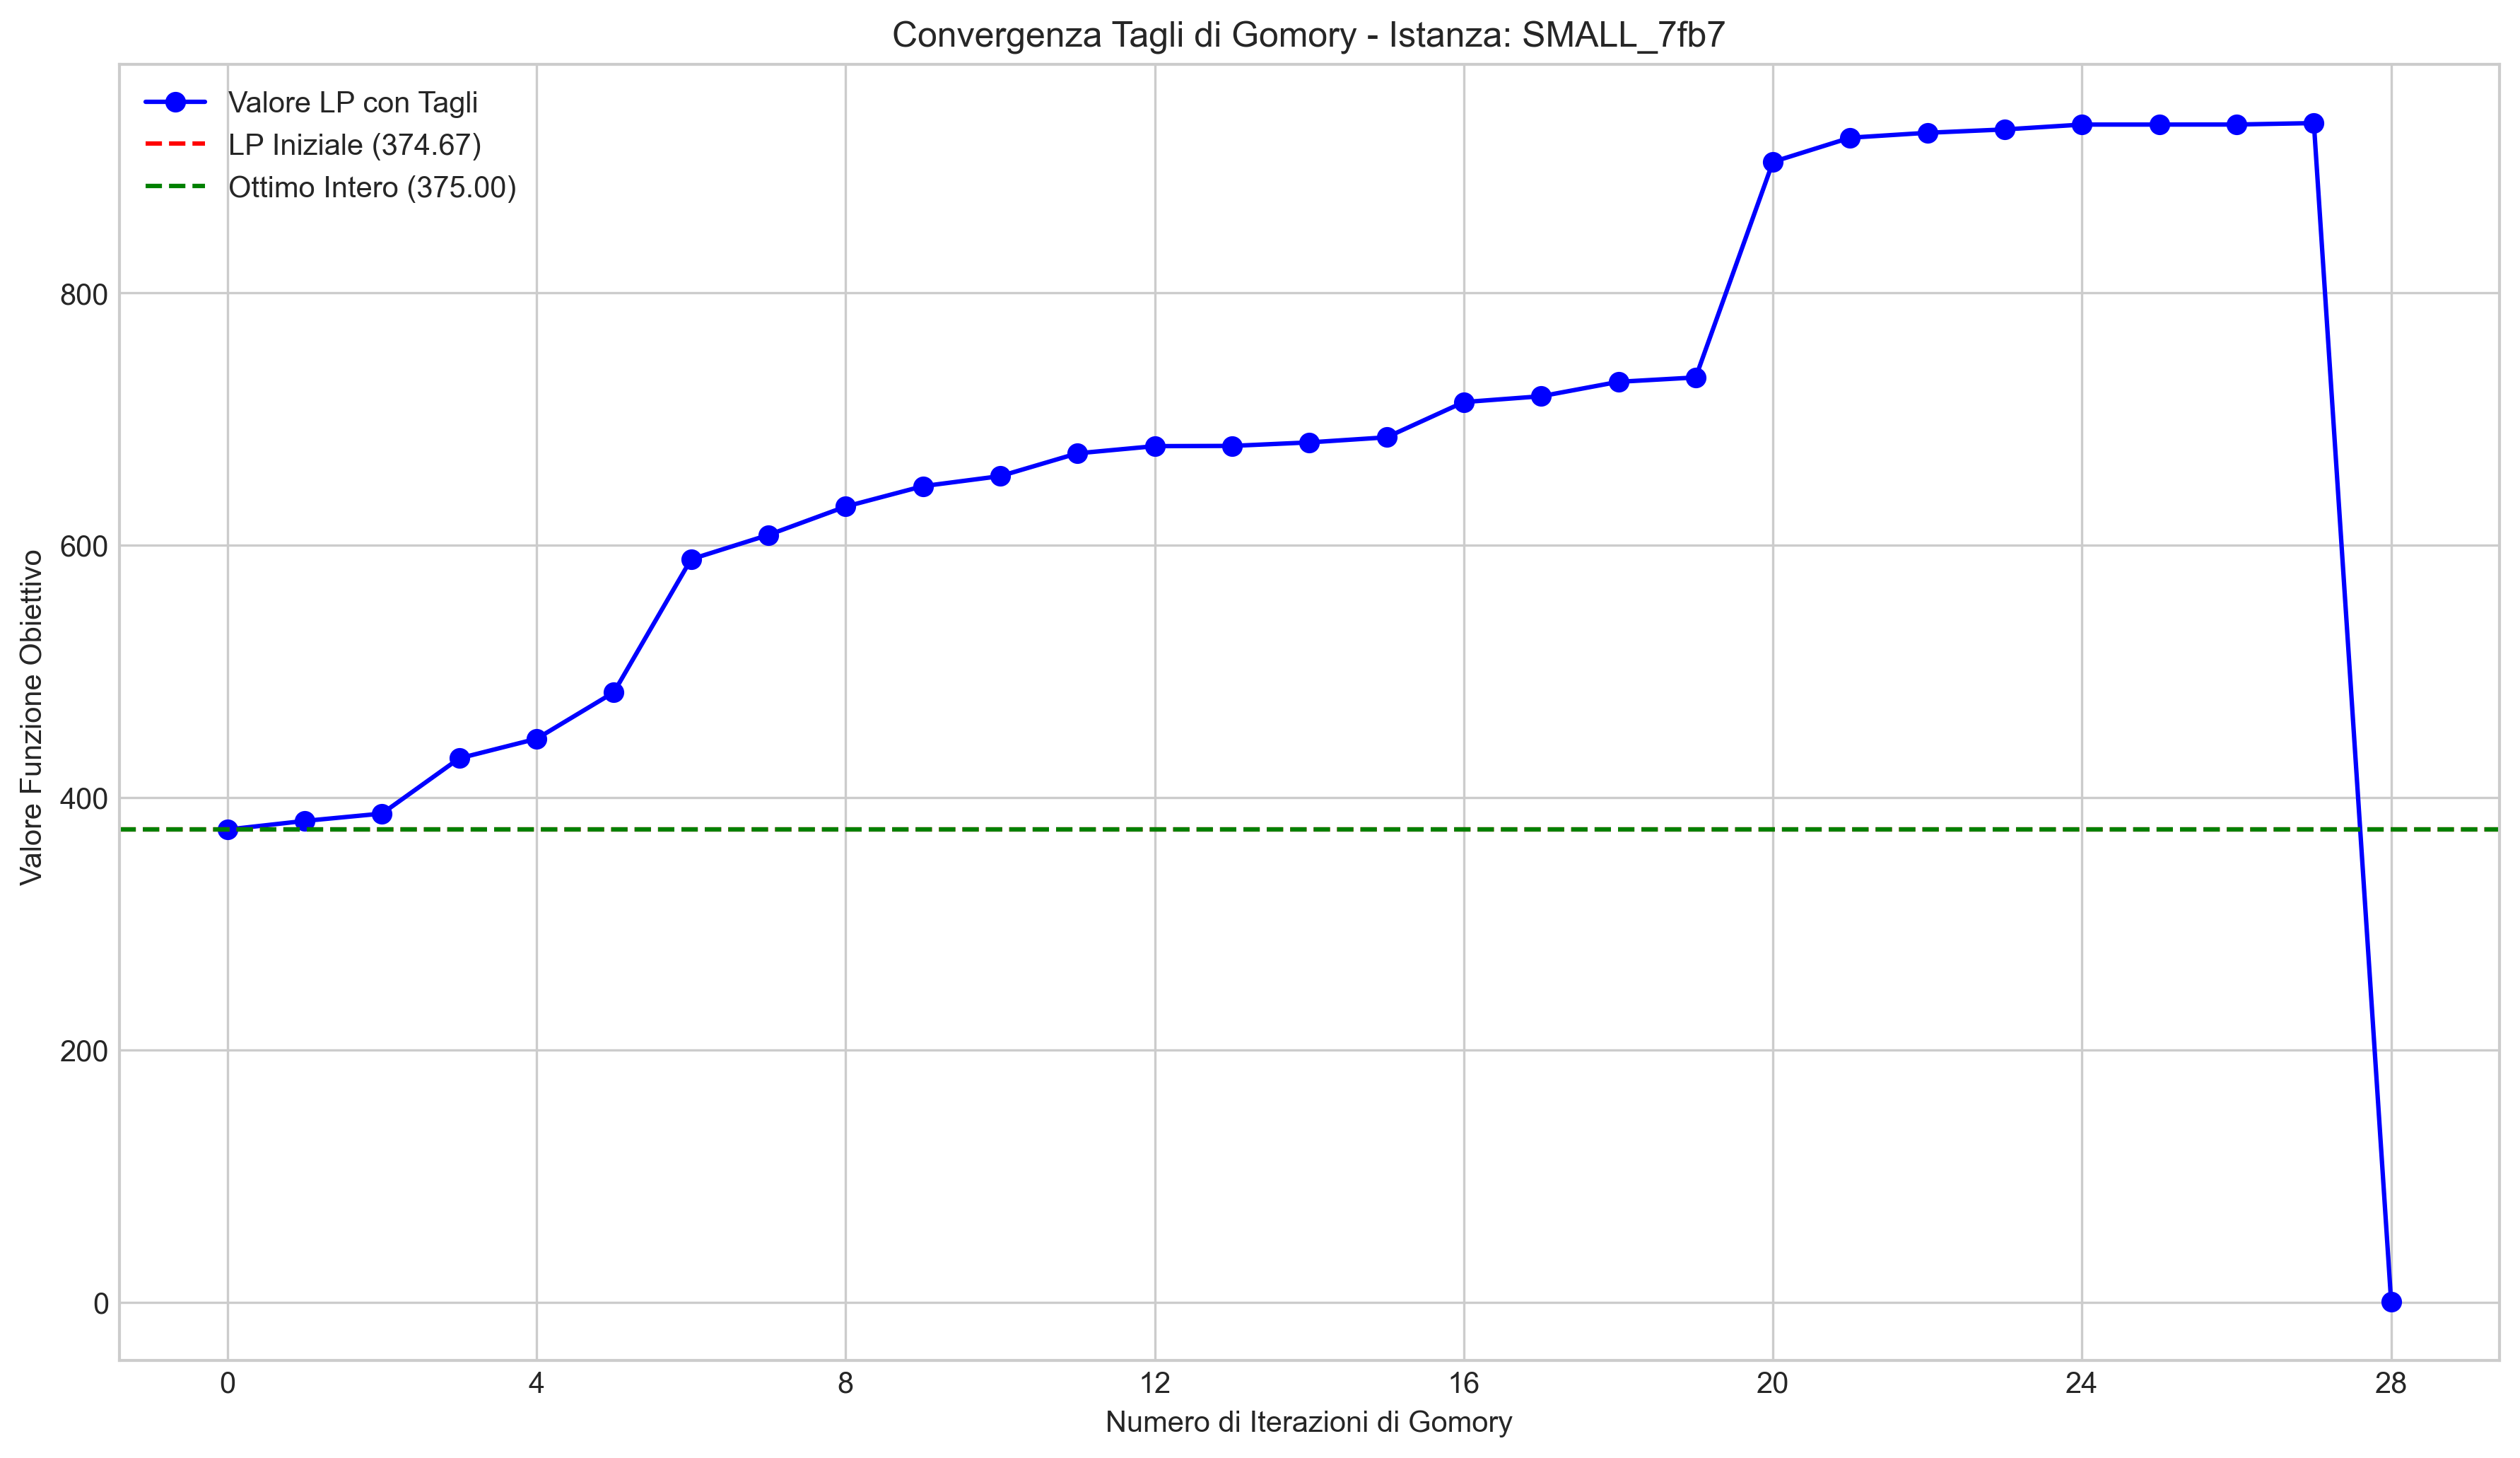 Convergenza Tagli di Gomory - Istanza: SMALL_7fb7
Valore LP con Tagli
LP Iniziale (374.67)
Ottimo Intero (375.00)
Valore Funzione Obiettivo
800
600
400
200
0
0 4 8 12 16 20 24 28
Numero di Iterazioni di Gomory